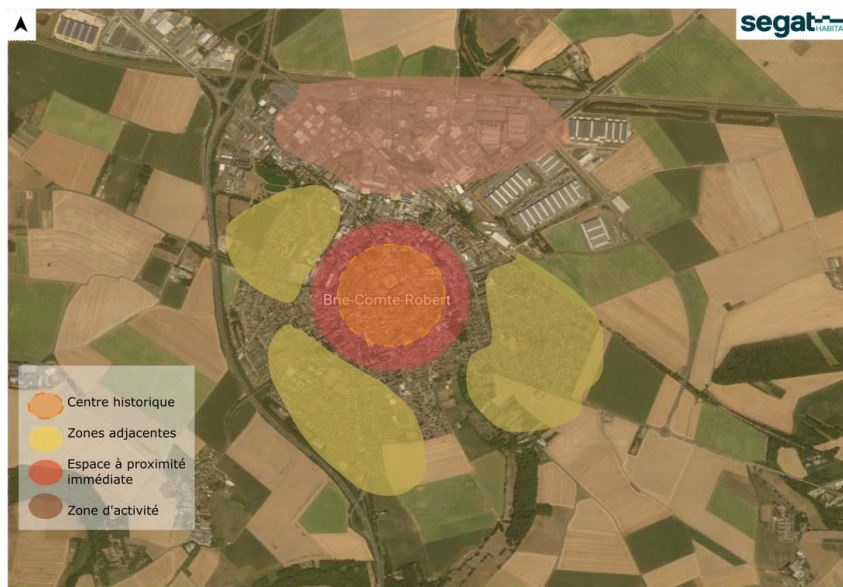 segat
HABITAT
Brie-Comte-Robert
Centre historique
Zones adjacentes
Espace à proximité
immédiate
Zone d'activité